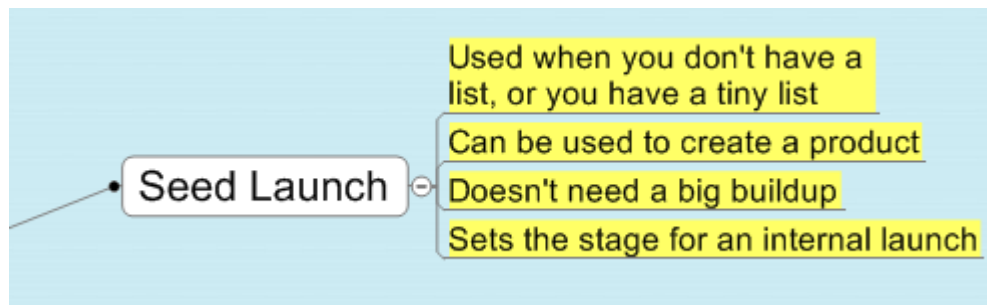 Seed Launch
Used when you don't have a
list, or you have a tiny list
Can be used to create a product
Doesn't need a big buildup
Sets the stage for an internal launch